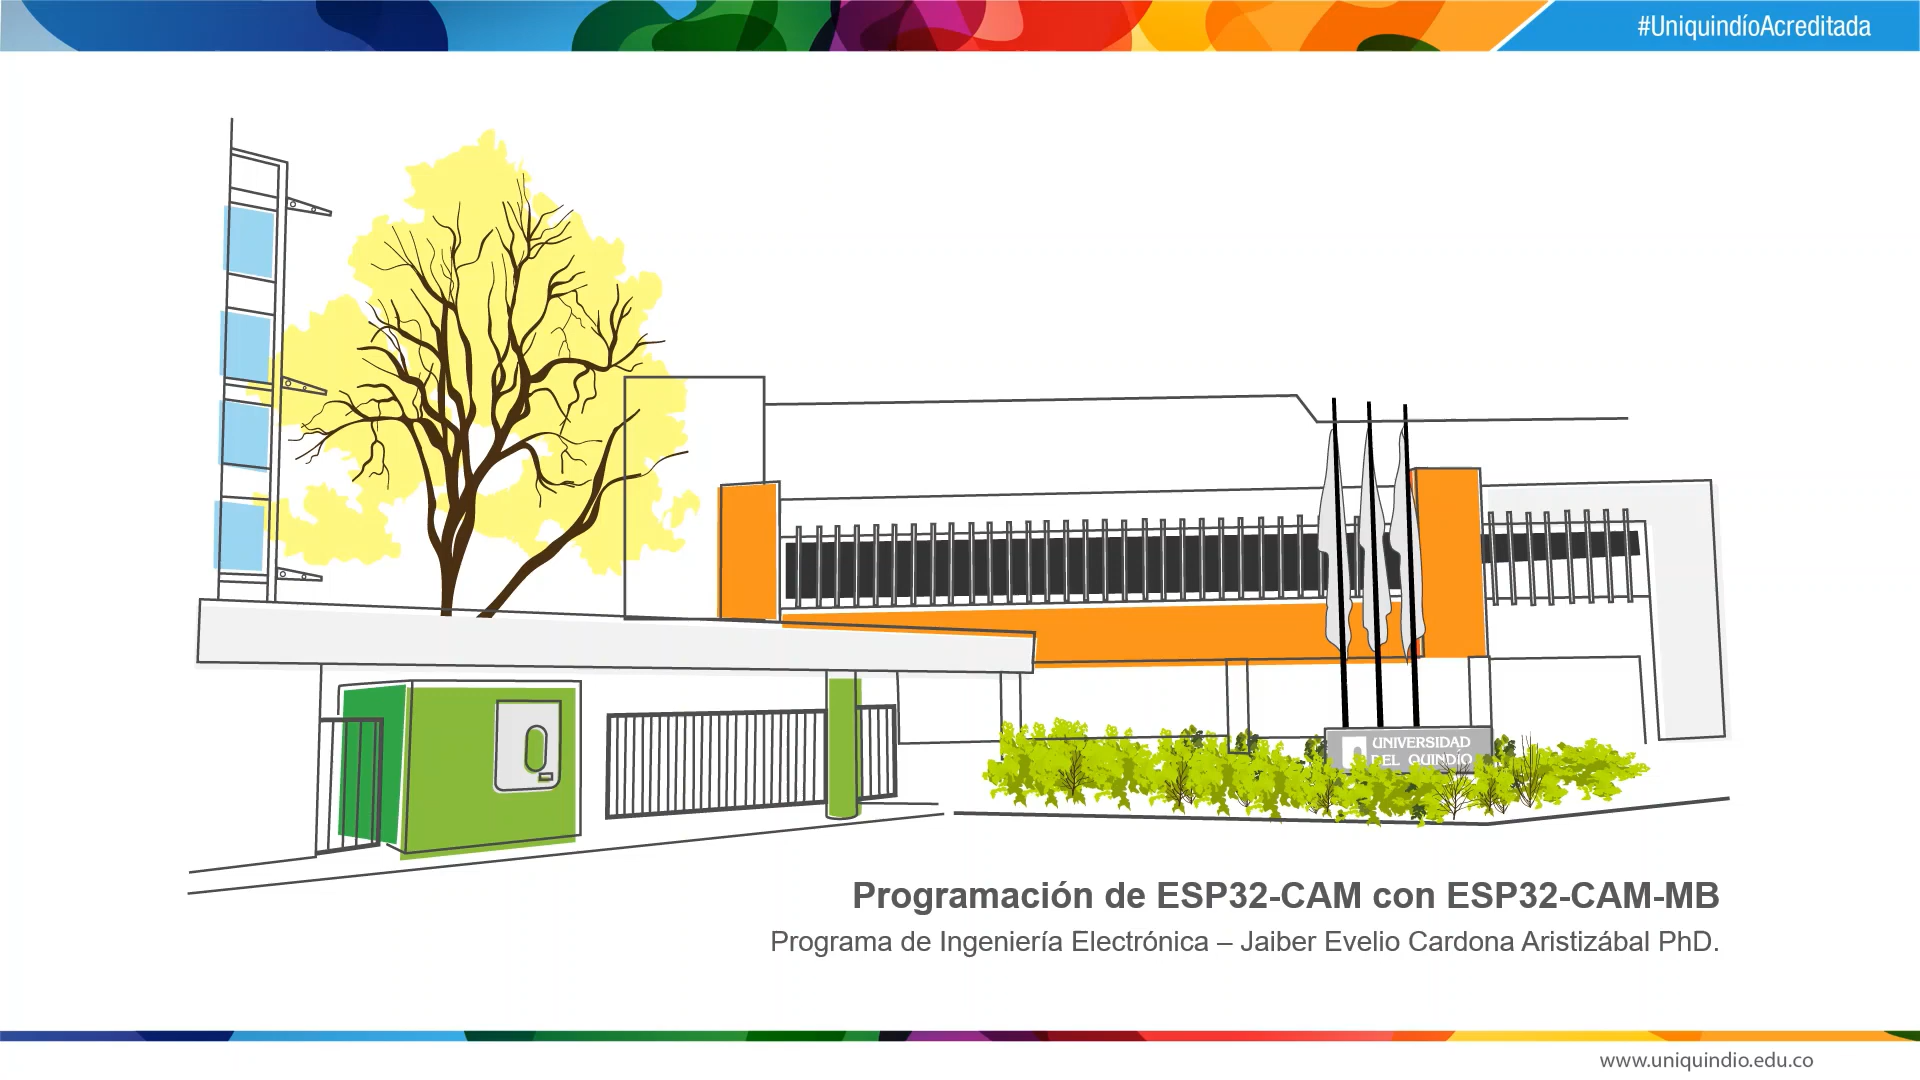 #UniquindíoAcreditada
UNIVERSIDAD
DEL QUINDÍO
Programación de ESP32-CAM con ESP32-CAM-MB
Programa de Ingeniería Electrónica – Jaiber Evelio Cardona Aristizábal PhD.
www.uniquindio.edu.co